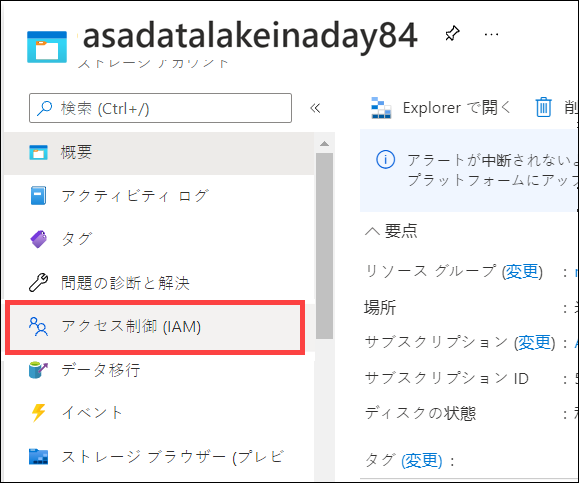 asadatalakeinaday84
ストレージ アカウント
検索 (Ctrl+/)
概要
アクティビティ ログ
タグ
問題の診断と解決
アクセス制御 (IAM)
データ移行
イベント
ストレージ ブラウザー (プレビ
Explorer で開く
削
アラートが中断されない。
プラットフォームにアップ
要点
リソース グループ (変更) :
場所 :
サブスクリプション (変更) :
サブスクリプション ID :
ディスクの状態 :
タグ (変更) :